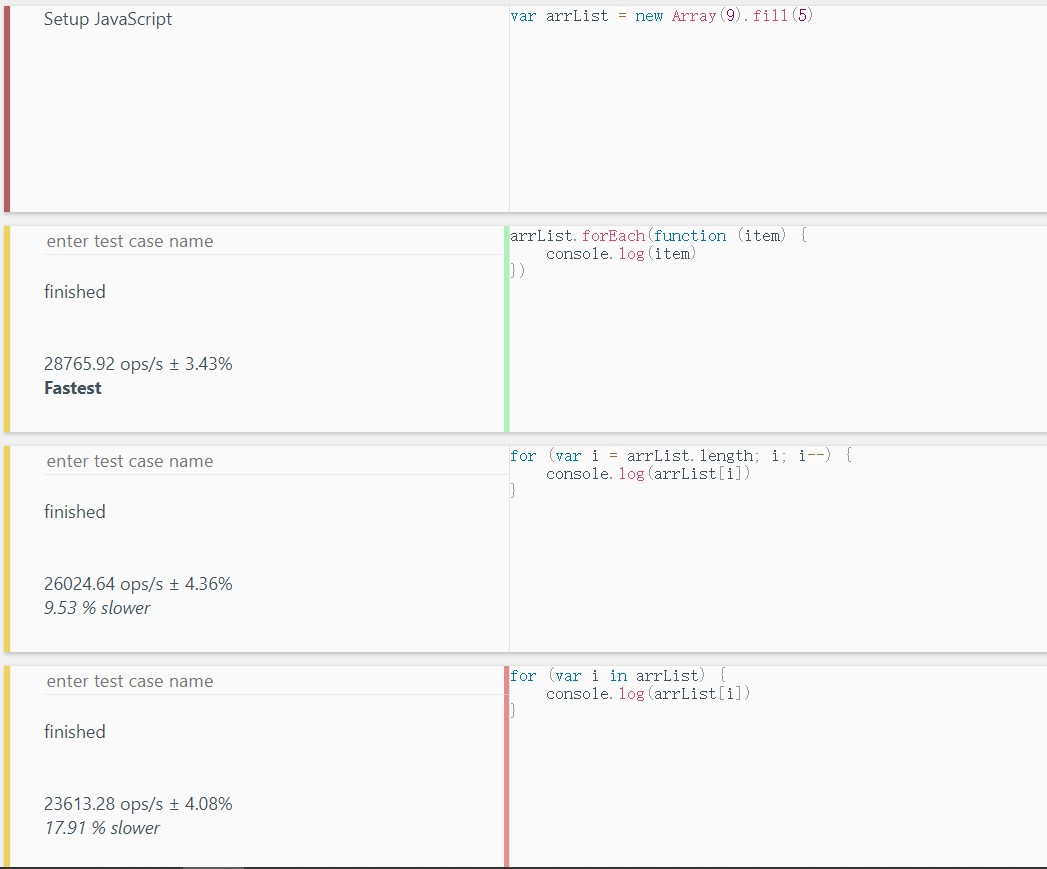 Setup JavaScript
var arrList = new Array(9).fill(5)
enter test case name
arrList.forEach(function (item) {
    console.log(item)
})
finished
28765.92 ops/s ± 3.43%
Fastest
enter test case name
for (var i = arrList.length; i; i--) {
    console.log(arrList[i])
}
finished
26024.64 ops/s ± 4.36%
9.53 % slower
enter test case name
for (var i in arrList) {
    console.log(arrList[i])
}
finished
23613.28 ops/s ± 4.08%
17.91 % slower